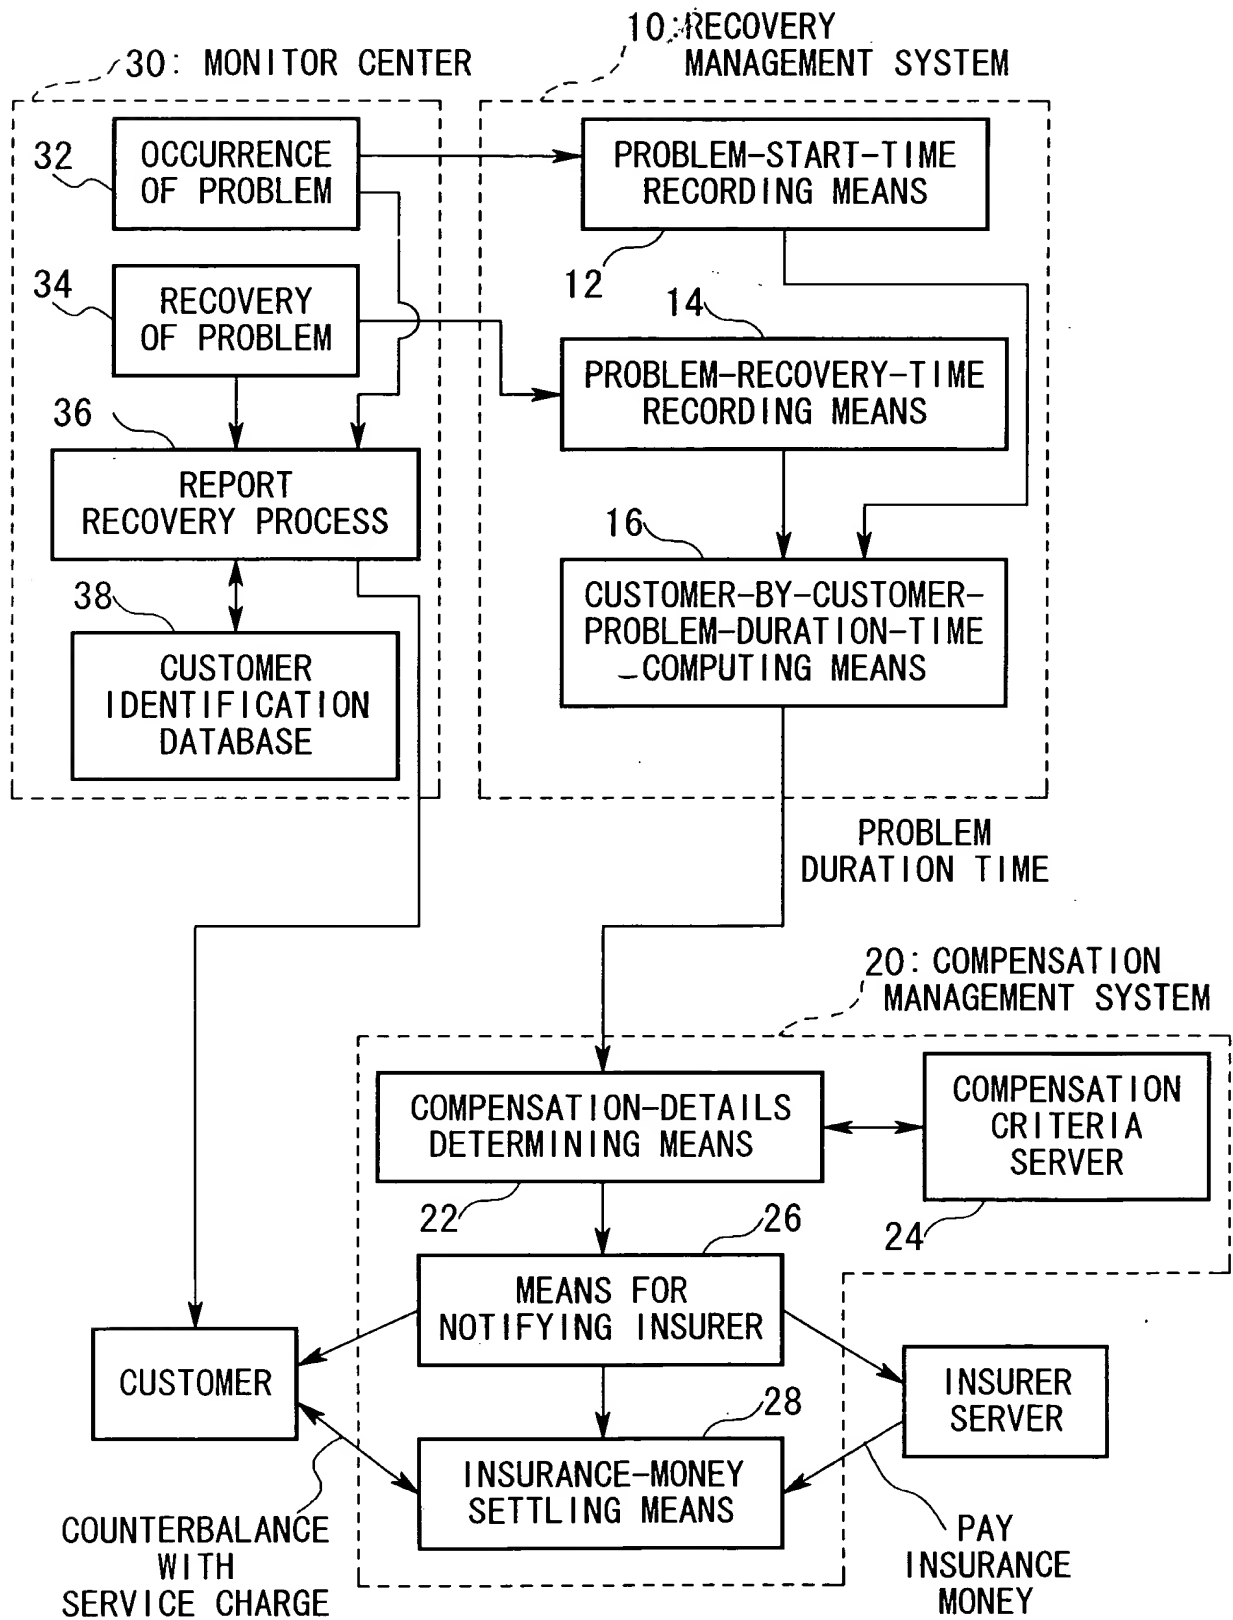 30: MONITOR CENTER
10: RECOVERY
MANAGEMENT SYSTEM
32
OCCURRENCE
OF PROBLEM
34
RECOVERY
OF PROBLEM
36
REPORT
RECOVERY PROCESS
38
CUSTOMER
IDENTIFICATION
DATABASE
PROBLEM-START-TIME
RECORDING MEANS
12
14
PROBLEM-RECOVERY-TIME
RECORDING MEANS
16
CUSTOMER-BY-CUSTOMER-
PROBLEM-DURATION-TIME
COMPUTING MEANS
PROBLEM
DURATION TIME
20: COMPENSATION
MANAGEMENT SYSTEM
COMPENSATION-DETAILS
DETERMINING MEANS
22
COMPENSATION
CRITERIA
SERVER
24
26
MEANS FOR
NOTIFYING INSURER
CUSTOMER
INSURER
SERVER
28
INSURANCE-MONEY
SETTLING MEANS
COUNTERBALANCE
WITH
SERVICE CHARGE
PAY
INSURANCE
MONEY